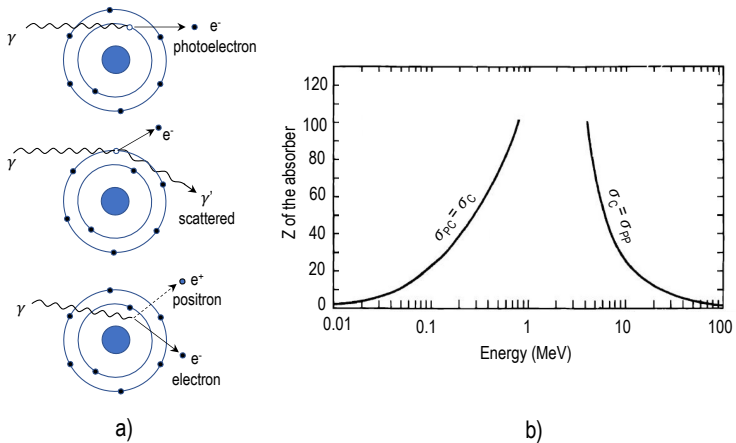 γ
e-
photoelectron
γ
e-
γ'
scattered
γ
e+
positron
e-
electron
a)
Z of the absorber
120
100
80
60
40
20
0
σPC = σC
σC = σPP
0.01
0.1
1
10
100
Energy (MeV)
b)